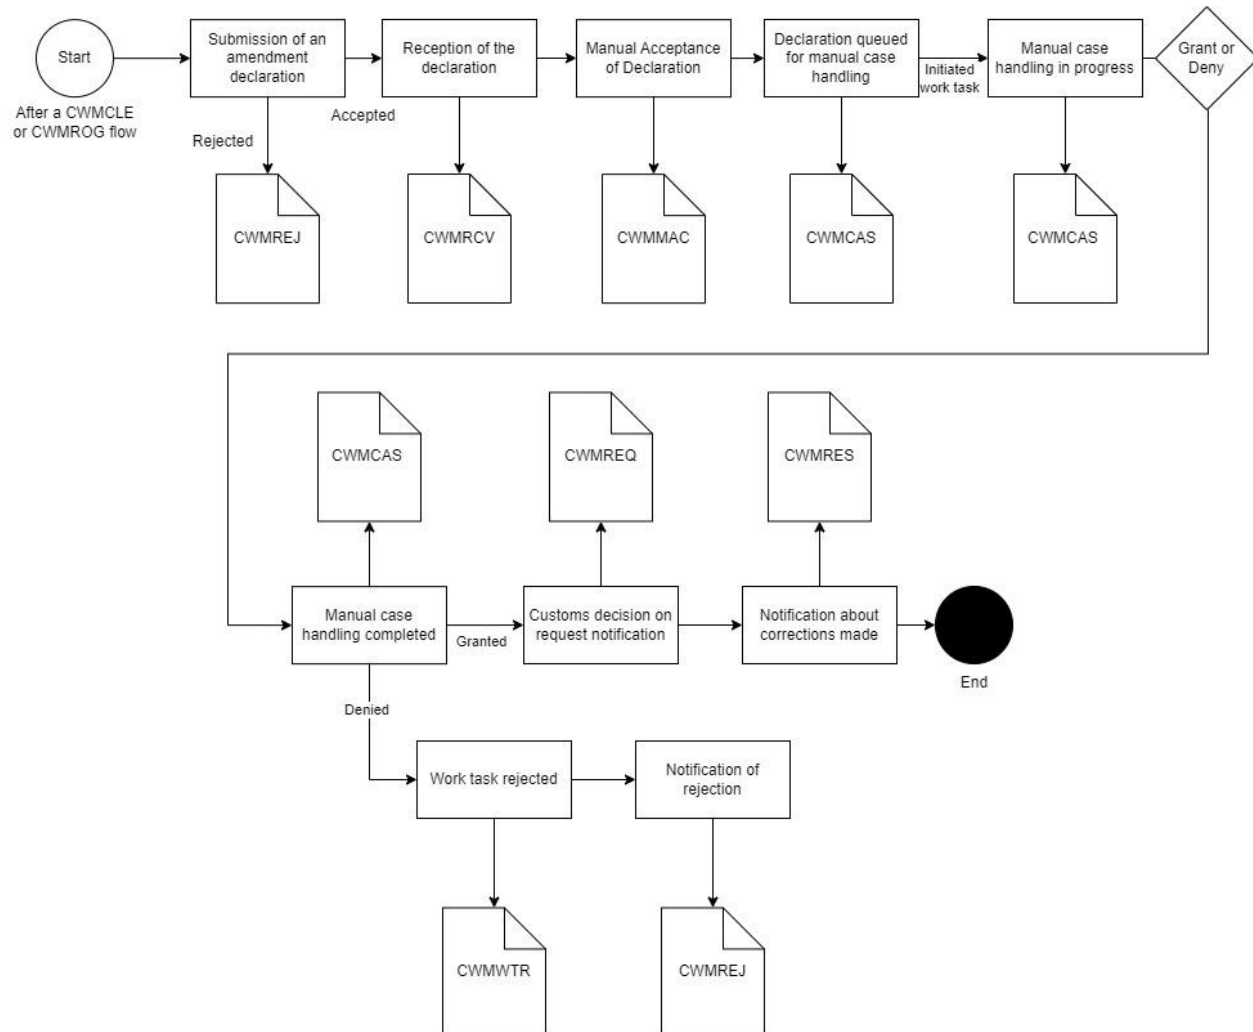 Start
After a CWMCLE
or CWMROG flow
Submission of an
amendment
declaration
Rejected
CWMREJ
Accepted
Reception of the
declaration
CWMRCV
Manual Acceptance
of Declaration
CWMMAC
Declaration queued
for manual case
handling
CWMCAS
Initiated
work task
Manual case
handling in progress
CWMCAS
Grant or
Deny
CWMCAS
CWMREQ
CWMRES
Manual case
handling completed
Granted
Customs decision on
request notification
Notification about
corrections made
End
Denied
Work task rejected
Notification of
rejection
CWMWTR
CWMREJ